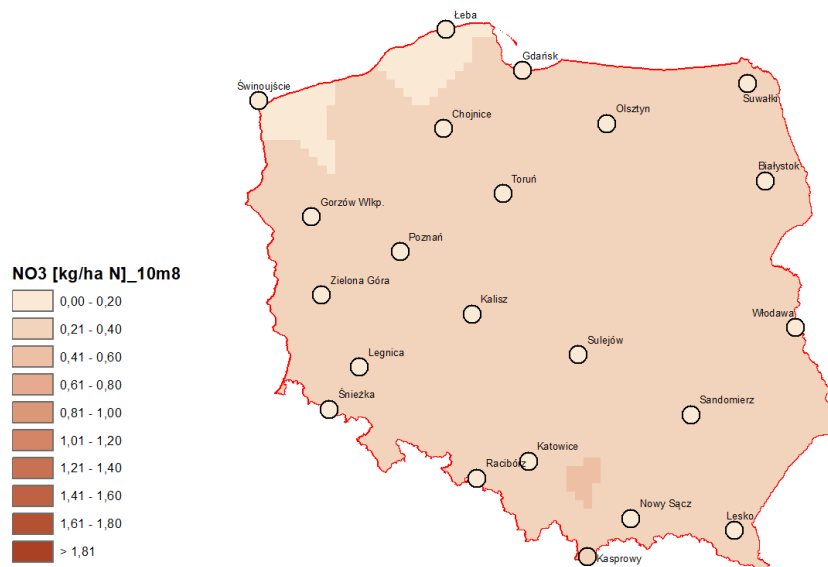 Łeba
Gdańsk
Świnoujście
Suwałki
Chojnice
Olsztyn
Białystok
Toruń
Gorzów Wlkp.
Poznań
NO3 [kg/ha N]_10m8
0,00 - 0,20
0,21 - 0,40
0,41 - 0,60
0,61 - 0,80
0,81 - 1,00
1,01 - 1,20
1,21 - 1,40
1,41 - 1,60
1,61 - 1,80
> 1,81
Zielona Góra
Kalisz
Włodawa
Sulejów
Legnica
Śnieżka
Sandomierz
Katowice
Racibórz
Nowy Sącz
Lesko
Kasprowy